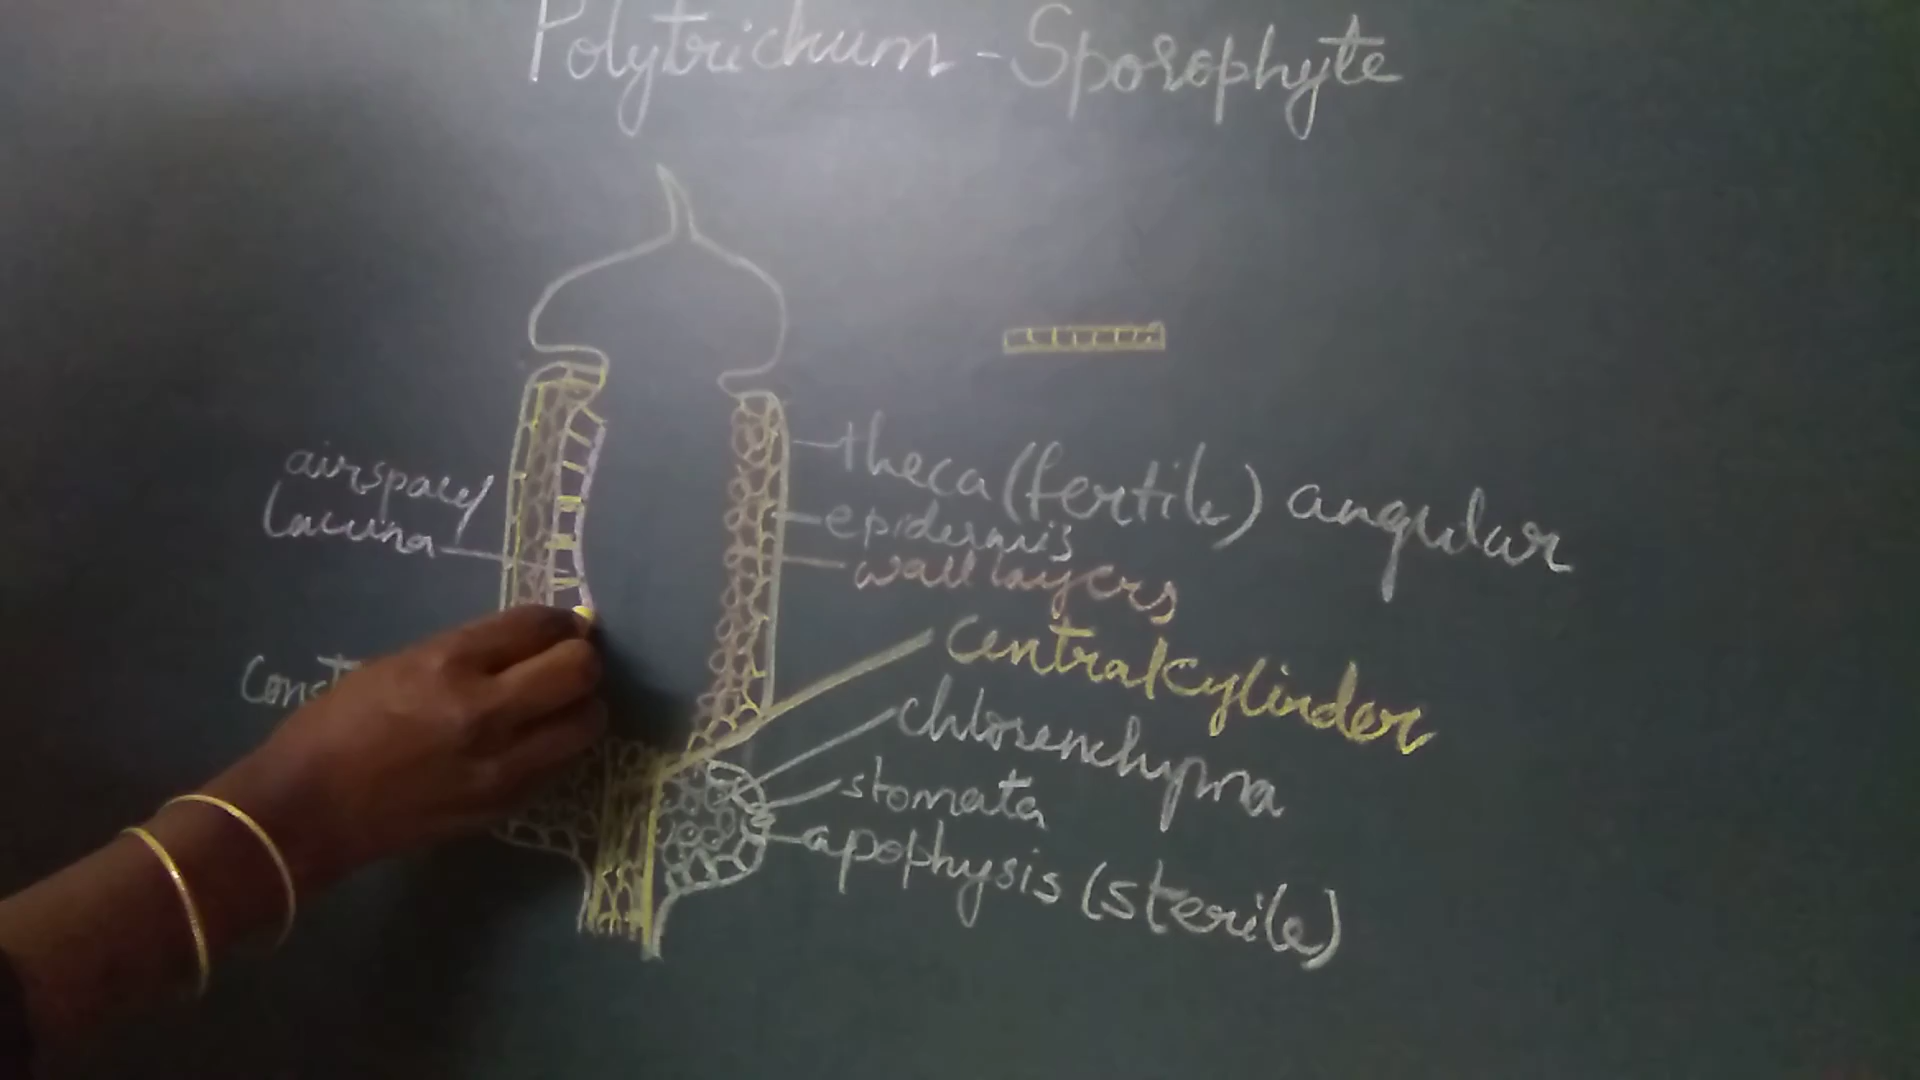 Polytrichum - Sporophyte
airspace/
lacuna
theca (fertile) angular
epidermis
wall layers
Central cylinder
chlorenchyma
stomata
apophysis (sterile)